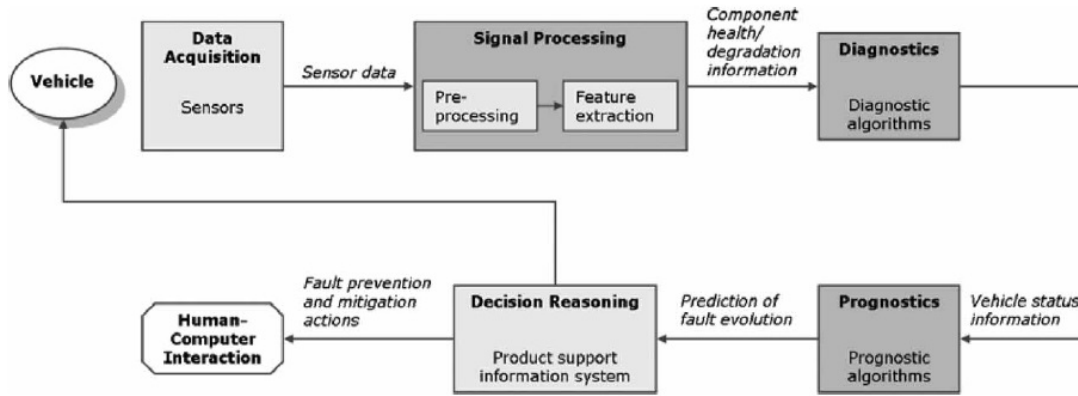 Vehicle
Data
Acquisition
Sensors
Sensor data
Signal Processing
Pre-
processing
Feature
extraction
Component
health/
degradation
information
Diagnostics
Diagnostic
algorithms
Vehicle status
information
Prognostics
Prognostic
algorithms
Prediction of
fault evolution
Decision Reasoning
Product support
information system
Fault prevention
and mitigation
actions
Human–
Computer
Interaction